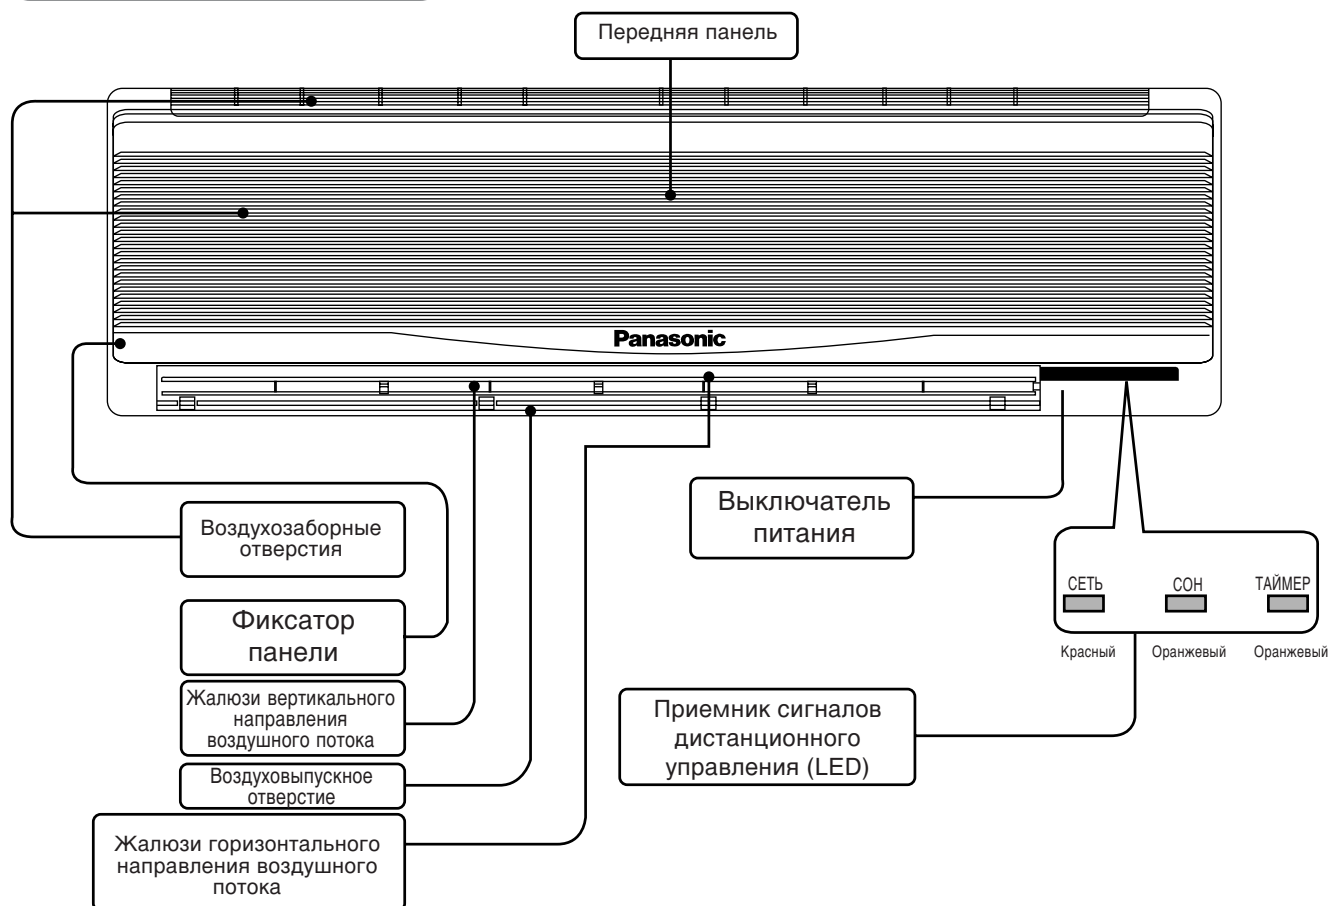 Передняя панель
Panasonic
Воздухозаборные
отверстия
Фиксатор
панели
Жалюзи вертикального
направления
воздушного потока
Воздуховыпускное
отверстие
Жалюзи горизонтального
направления воздушного
потока
Выключатель
питания
Приемник сигналов
дистанционного
управления (LED)
СЕТЬ
СОН
ТАЙМЕР
Красный
Оранжевый
Оранжевый